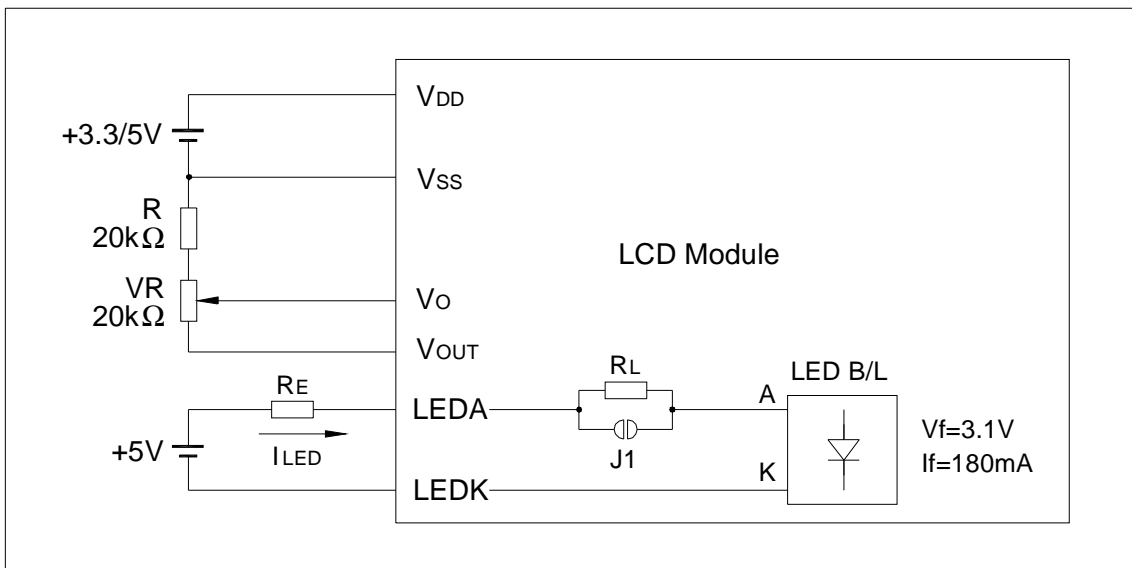 VDD
+3.3/5V
VSS
R
20kΩ
LCD Module
VR
20kΩ
VO
VOUT
RL
LED B/L
RE
LEDA
A
Vf=3.1V
+5V
ILED
J1
If=180mA
K
LEDK